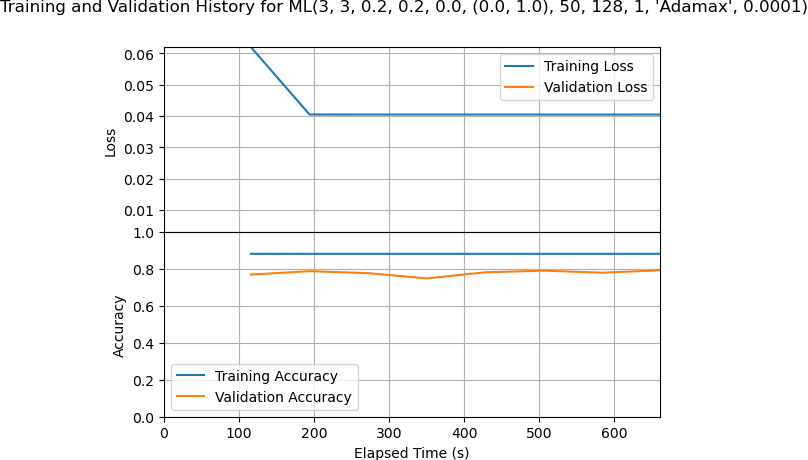 Training and Validation History for ML(3, 3, 0.2, 0.2, 0.0, (0.0, 1.0), 50, 128, 1, 'Adamax', 0.0001)
0.06
0.05
0.04
0.03
0.02
0.01
Loss
Training Loss
Validation Loss
1.0
0.8
0.6
0.4
0.2
0.0
Accuracy
Training Accuracy
Validation Accuracy
0 100 200 300 400 500 600
Elapsed Time (s)